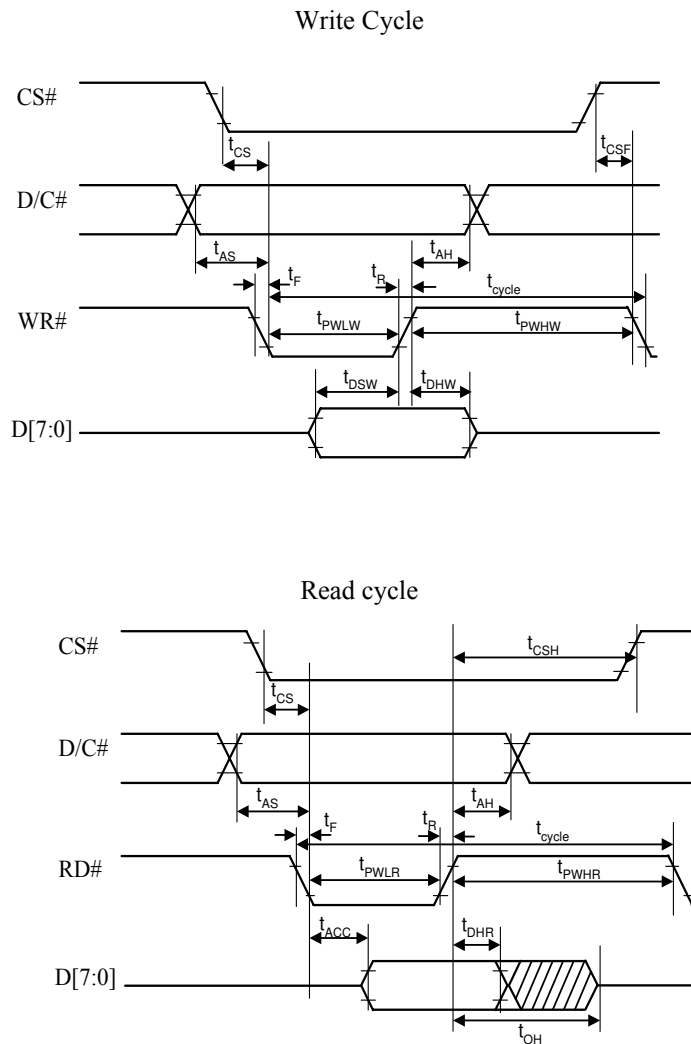 Write Cycle
CS#
tCS
tCSF
D/C#
tAS
tAH
tF
tR
tcycle
WR#
tPWLW
tPWHW
tDSW
tDHW
D[7:0]
Read cycle
CS#
tCSH
tCS
D/C#
tAS
tAH
tF
tR
tcycle
RD#
tPWLR
tPWHR
tACC
tDHR
D[7:0]
tOH